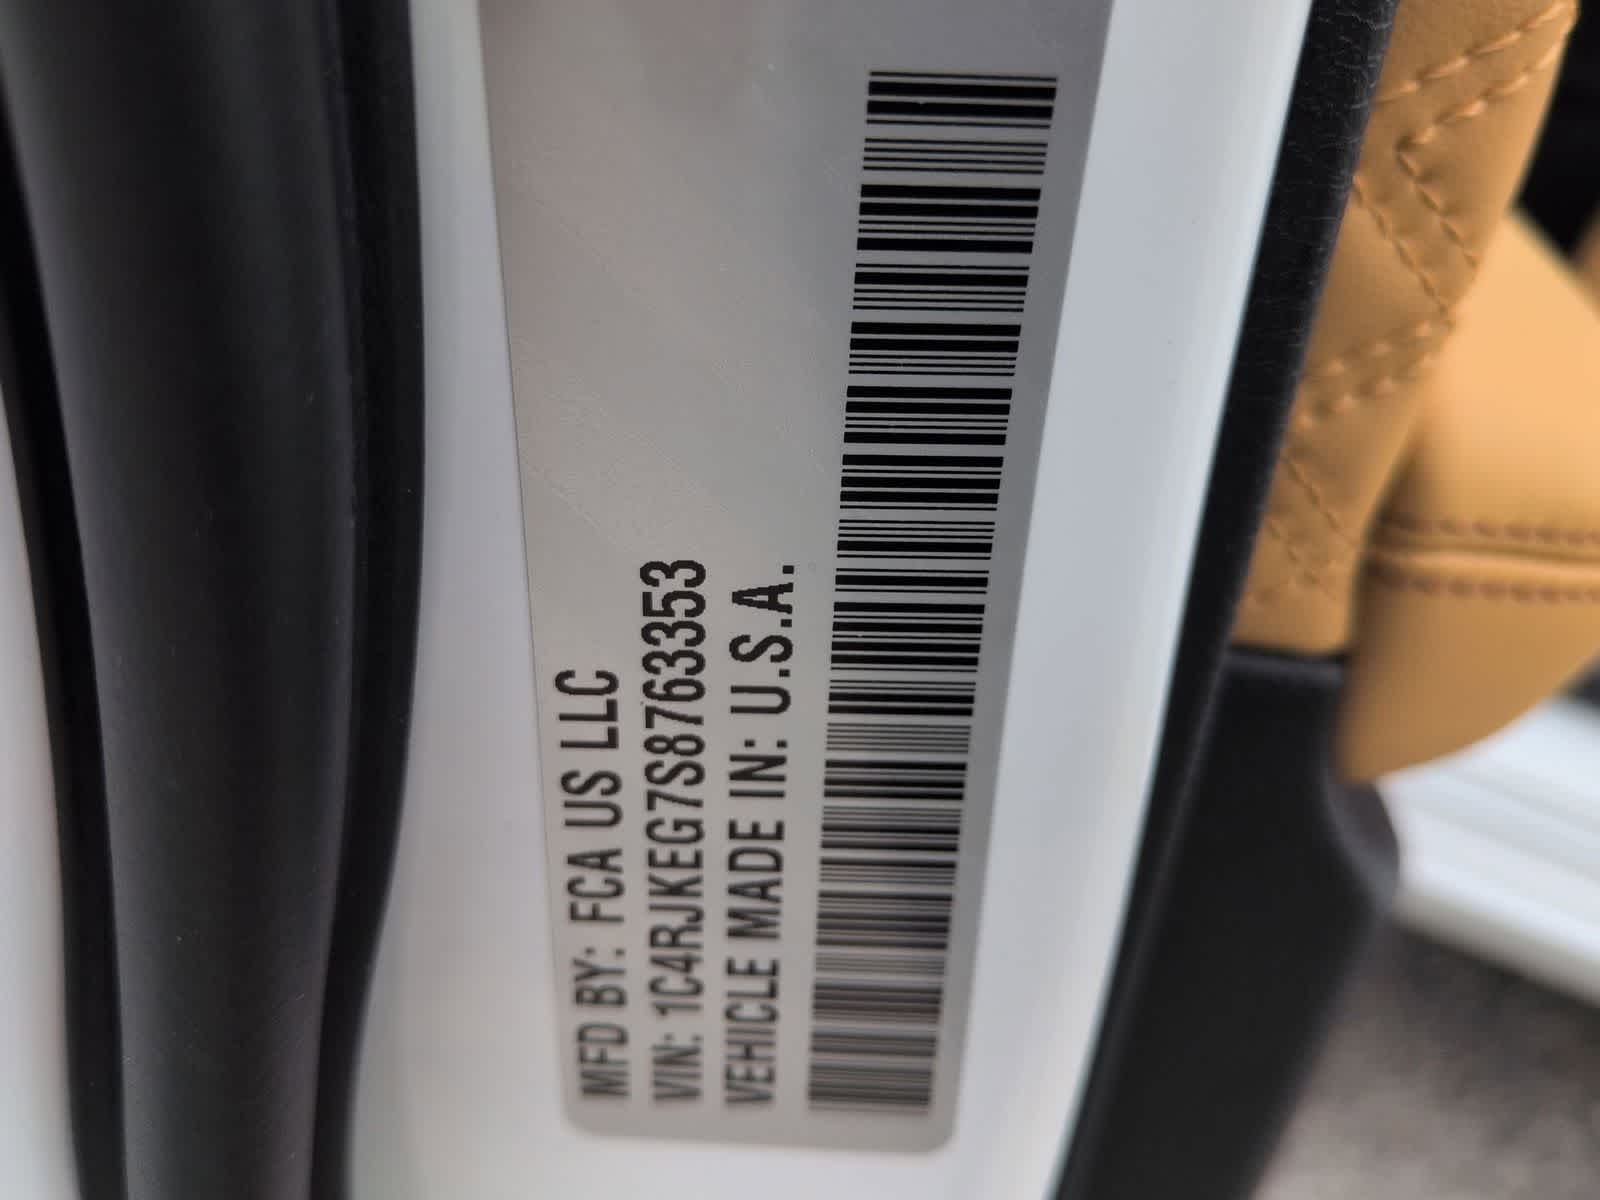 MFD BY: FCA US LLC
VIN: 1C4RJKEG7S8763353
VEHICLE MADE IN: U.S.A.